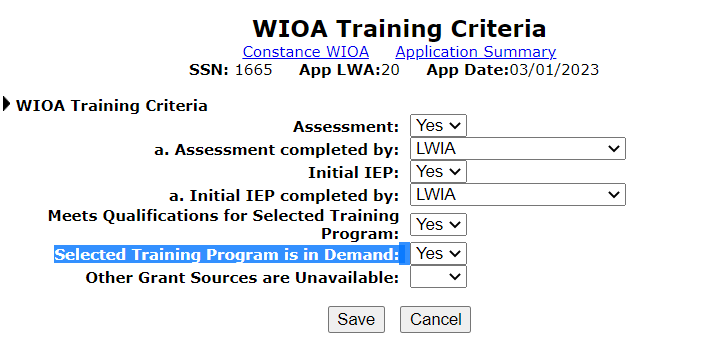 WIOA Training Criteria
Constance WIOA Application Summary
SSN: 1665 App LWA:20 App Date:03/01/2023
WIOA Training Criteria
Assessment: Yes
a. Assessment completed by: LWIA
Initial IEP: Yes
a. Initial IEP completed by: LWIA
Meets Qualifications for Selected Training
Program: Yes
Selected Training Program is in Demand: Yes
Other Grant Sources are Unavailable:
Save Cancel